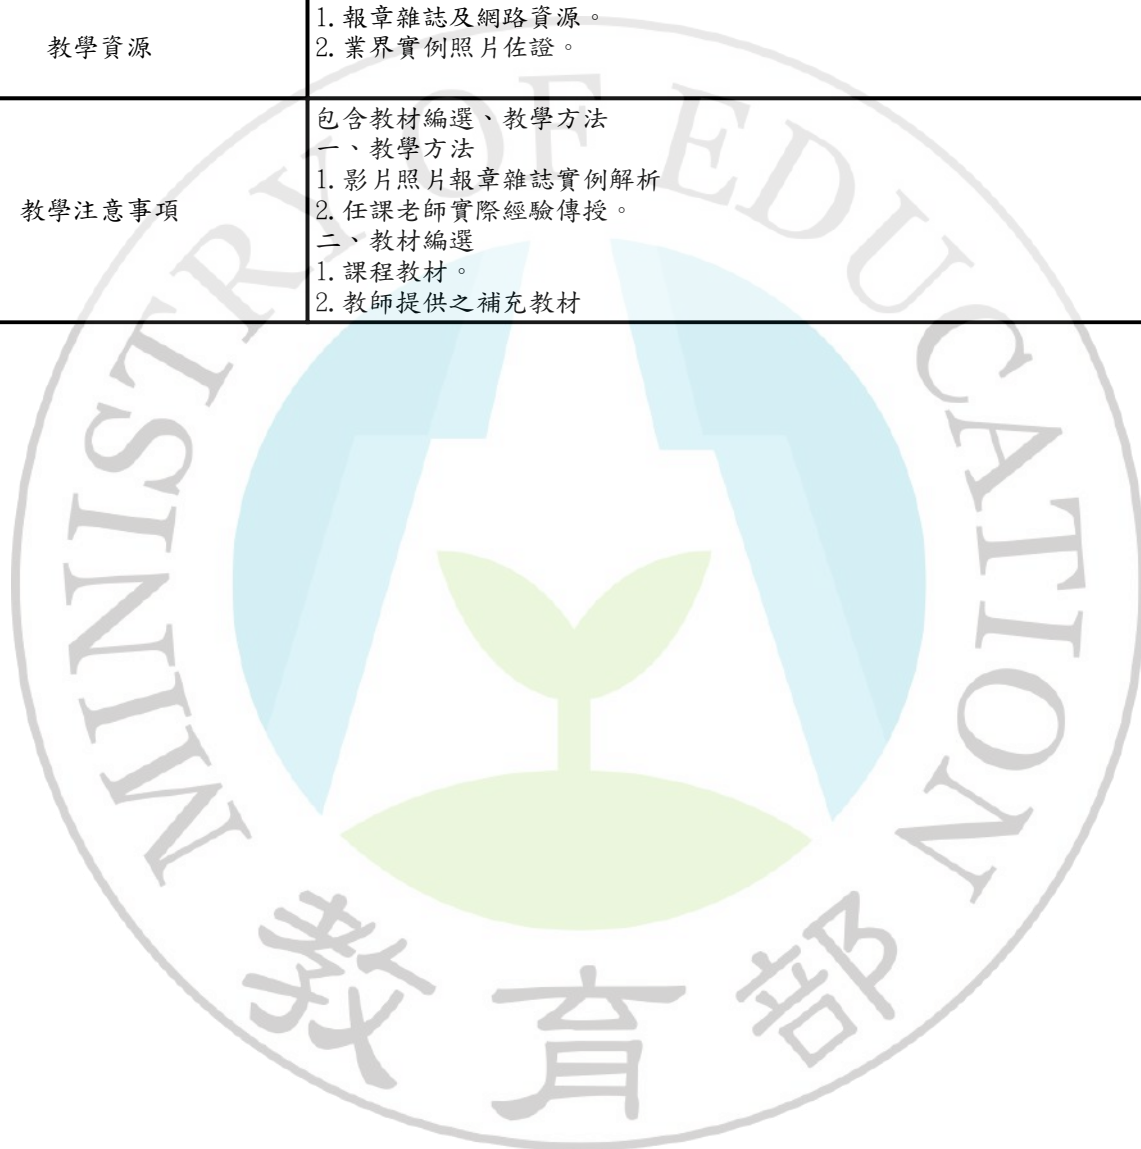 教學資源
1.報章雜誌及網路資源。
2.業界實例照片佐證。
教學注意事項
包含教材編選、教學方法
一、教學方法
1.影片照片報章雜誌實例解析
2.任課老師實際經驗傳授。
二、教材編選
1.課程教材。
2.教師提供之補充教材
MINISTRY OF EDUCATION
教育部